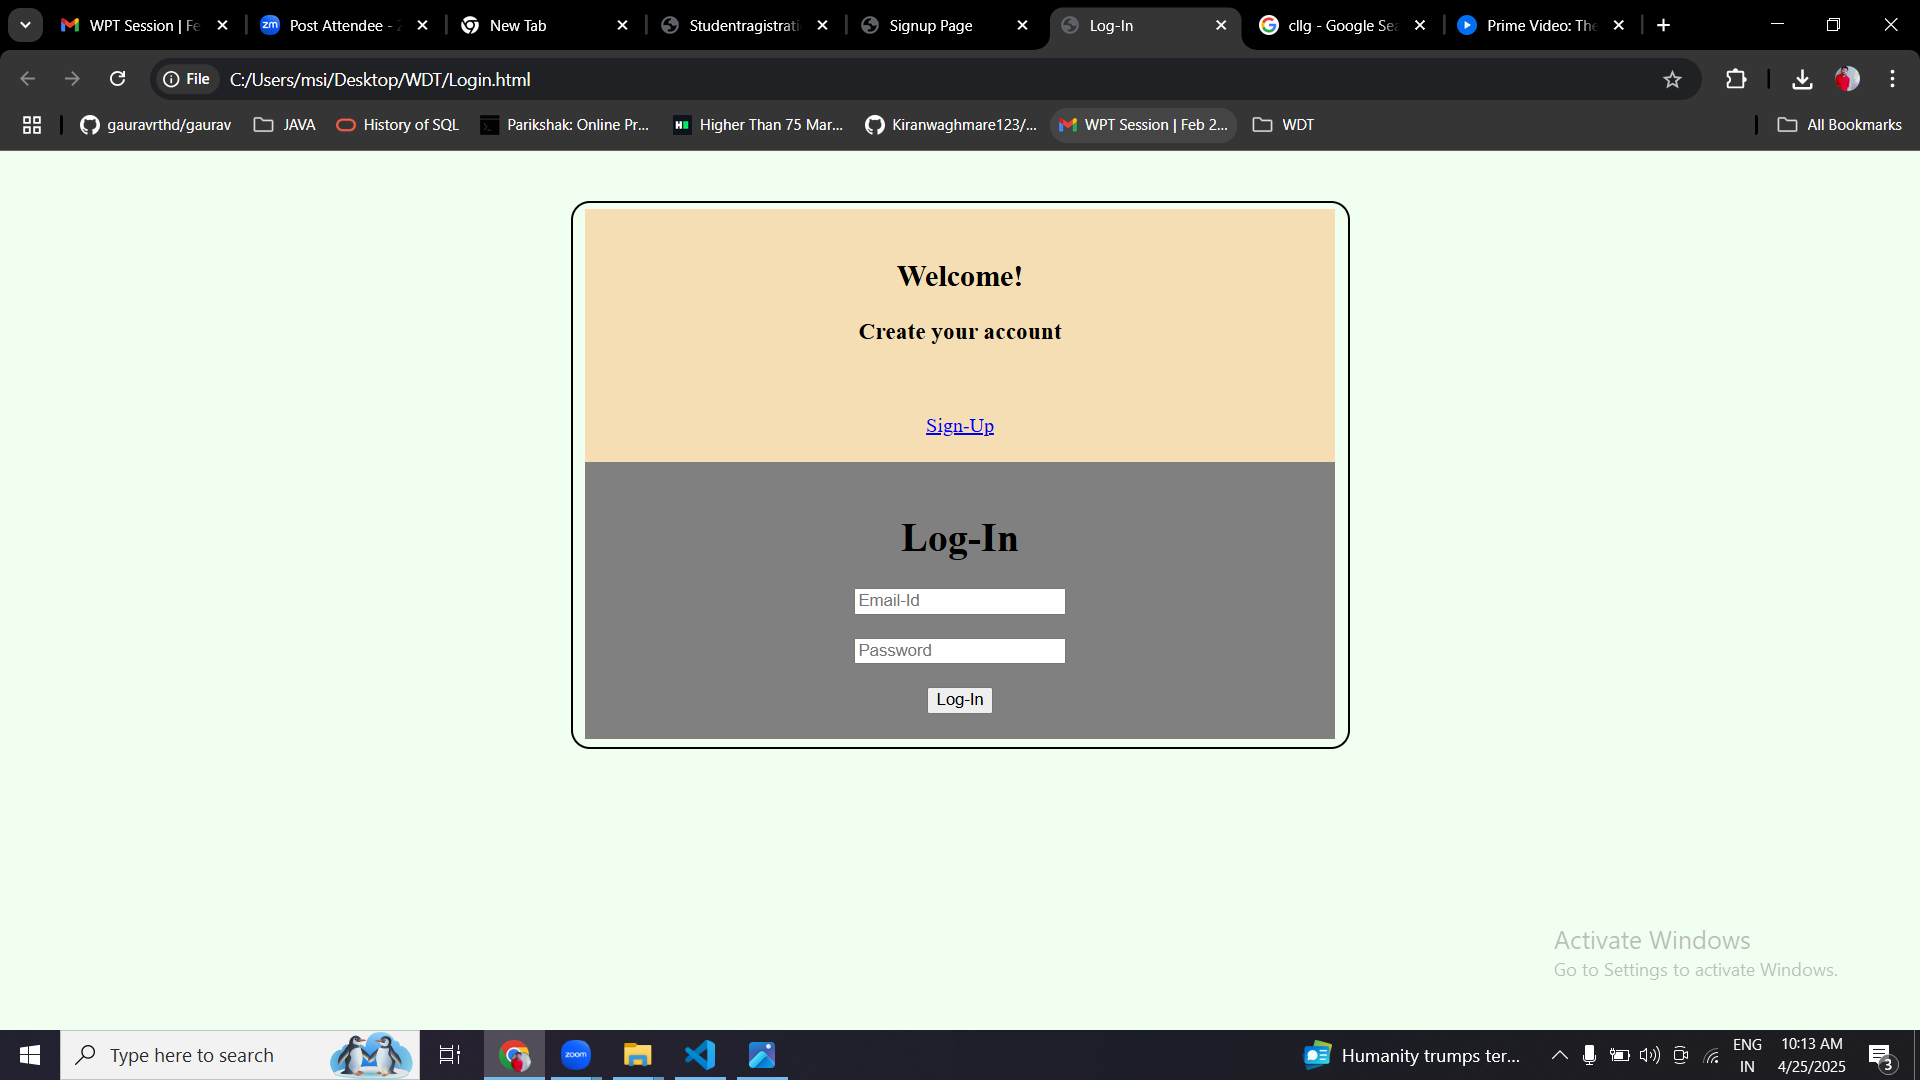 WPT Session | Fe
Post Attendee - Z
New Tab
Studentragistrati
Signup Page
Log-In
cllg - Google Sea
Prime Video: The
File
C:/Users/msi/Desktop/WDT/Login.html
gauravrthd/gaurav
JAVA
History of SQL
Parikshak: Online Pr...
Higher Than 75 Mar...
Kiranwaghmare123/...
WPT Session | Feb 2...
WDT
All Bookmarks
Welcome!
Create your account
Sign-Up
Log-In
Email-Id
Password
Log-In
Activate Windows
Go to Settings to activate Windows.
Type here to search
zoom
Humanity trumps ter...
ENG
IN
10:13 AM
4/25/2025
3